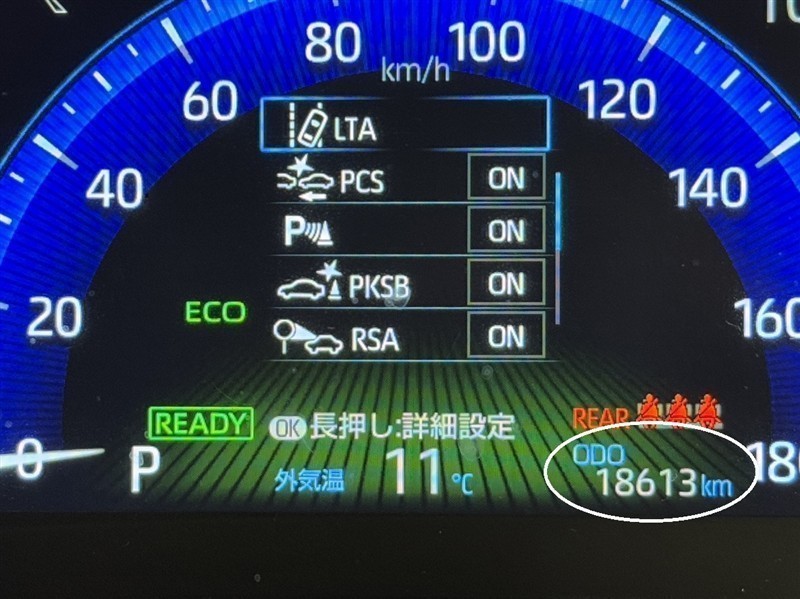 80
100
km/h
60
120
LTA
40
PCS ON
140
P ON
PKSB ON
20
ECO
160
RSA ON
READY
OK 長押し:詳細設定
REAR
0
P
外気温 11℃
ODO
18613km